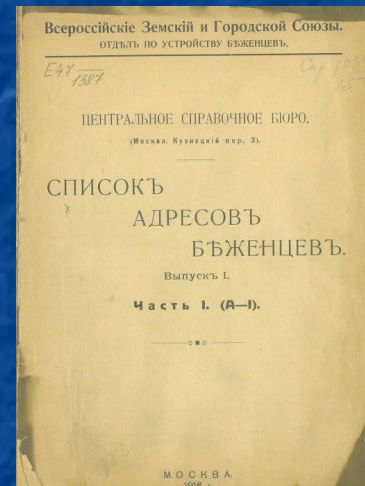 Всероссійскіе Земскій и Городской Союзы.
ОТДѢЛЪ ПО УСТРОЙСТВУ БѢЖЕНЦЕВЪ.
Е47
1387
ЦЕНТРАЛЬНОЕ СПРАВОЧНОЕ БЮРО.
(Москва, Кузнецкій пер., 3).
СПИСОКЪ
АДРЕСОВЪ
БѢЖЕНЦЕВЪ.
Выпускъ I.
Часть I. (А—І).
МОСКВА.
1916 г.